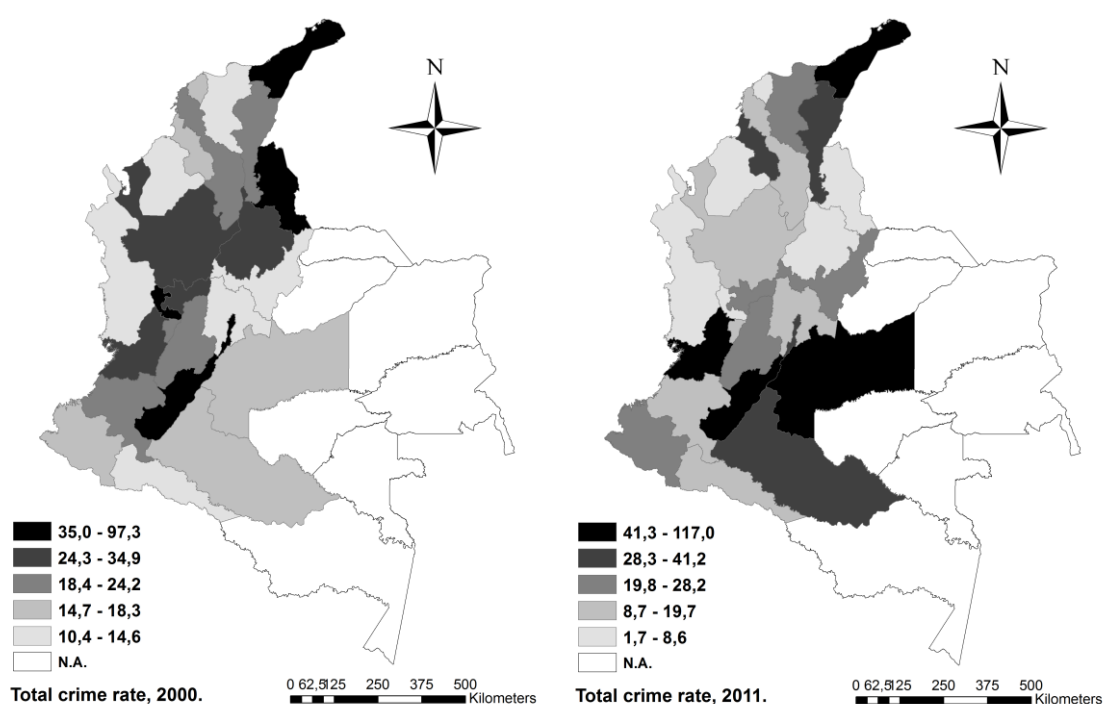 N
35,0 - 97,3
24,3 - 34,9
18,4 - 24,2
14,7 - 18,3
10,4 - 14,6
N.A.
Total crime rate, 2000.
0 62,5125 250 375 500
Kilometers
N
41,3 - 117,0
28,3 - 41,2
19,8 - 28,2
8,7 - 19,7
1,7 - 8,6
N.A.
Total crime rate, 2011.
0 62,5125 250 375 500
Kilometers